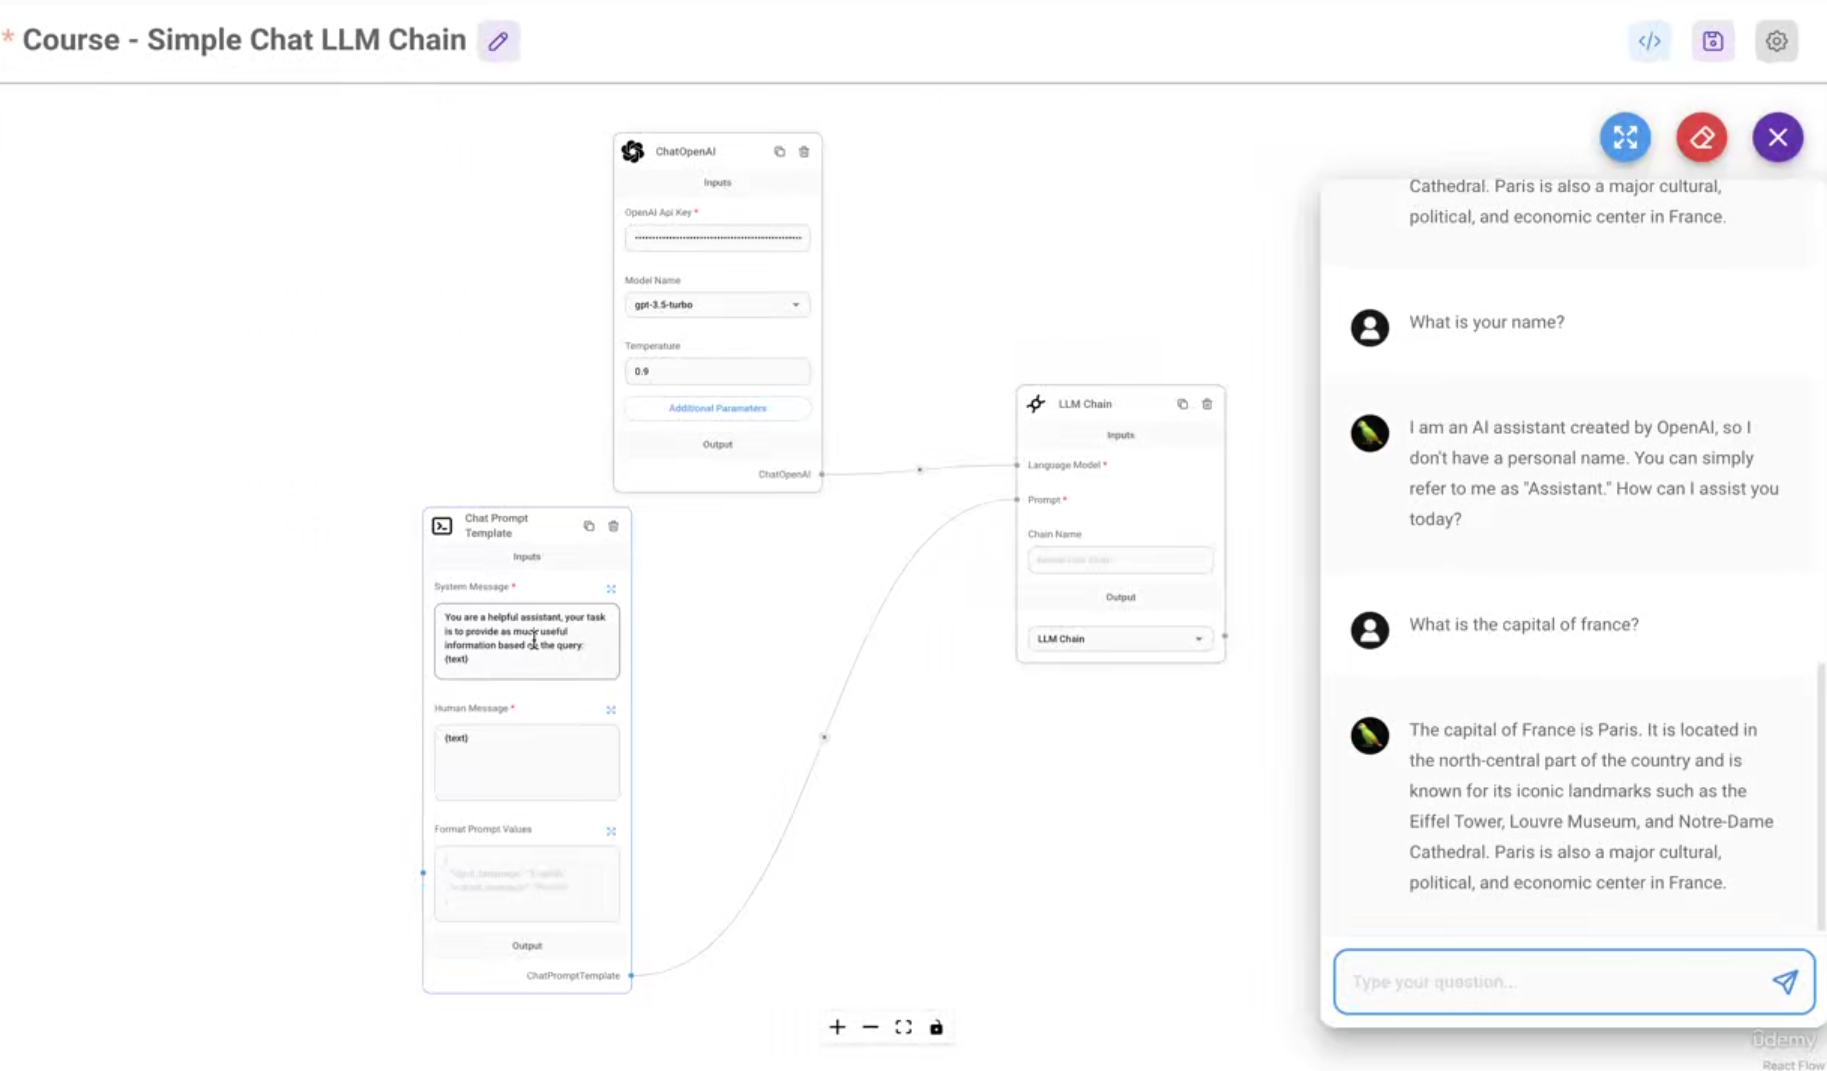 * Course - Simple Chat LLM Chain
</>
ChatOpenAI
Inputs
OpenAI Api Key *
Model Name
gpt-3.5-turbo
Temperature
0.9
Additional Parameters
Output
ChatOpenAI
Chat Prompt
Template
Inputs
System Message *
You are a helpful assistant, your task
is to provide as much useful
information based on the query:
{text}
Human Message *
{text}
Format Prompt Values
Output
ChatPromptTemplate
LLM Chain
Inputs
Language Model *
Prompt *
Chain Name
Output
LLM Chain
Cathedral. Paris is also a major cultural,
political, and economic center in France.
What is your name?
I am an AI assistant created by OpenAI, so I
don't have a personal name. You can simply
refer to me as "Assistant." How can I assist you
today?
What is the capital of france?
The capital of France is Paris. It is located in
the north-central part of the country and is
known for its iconic landmarks such as the
Eiffel Tower, Louvre Museum, and Notre-Dame
Cathedral. Paris is also a major cultural,
political, and economic center in France.
Type your question...
Udemy
React Flow